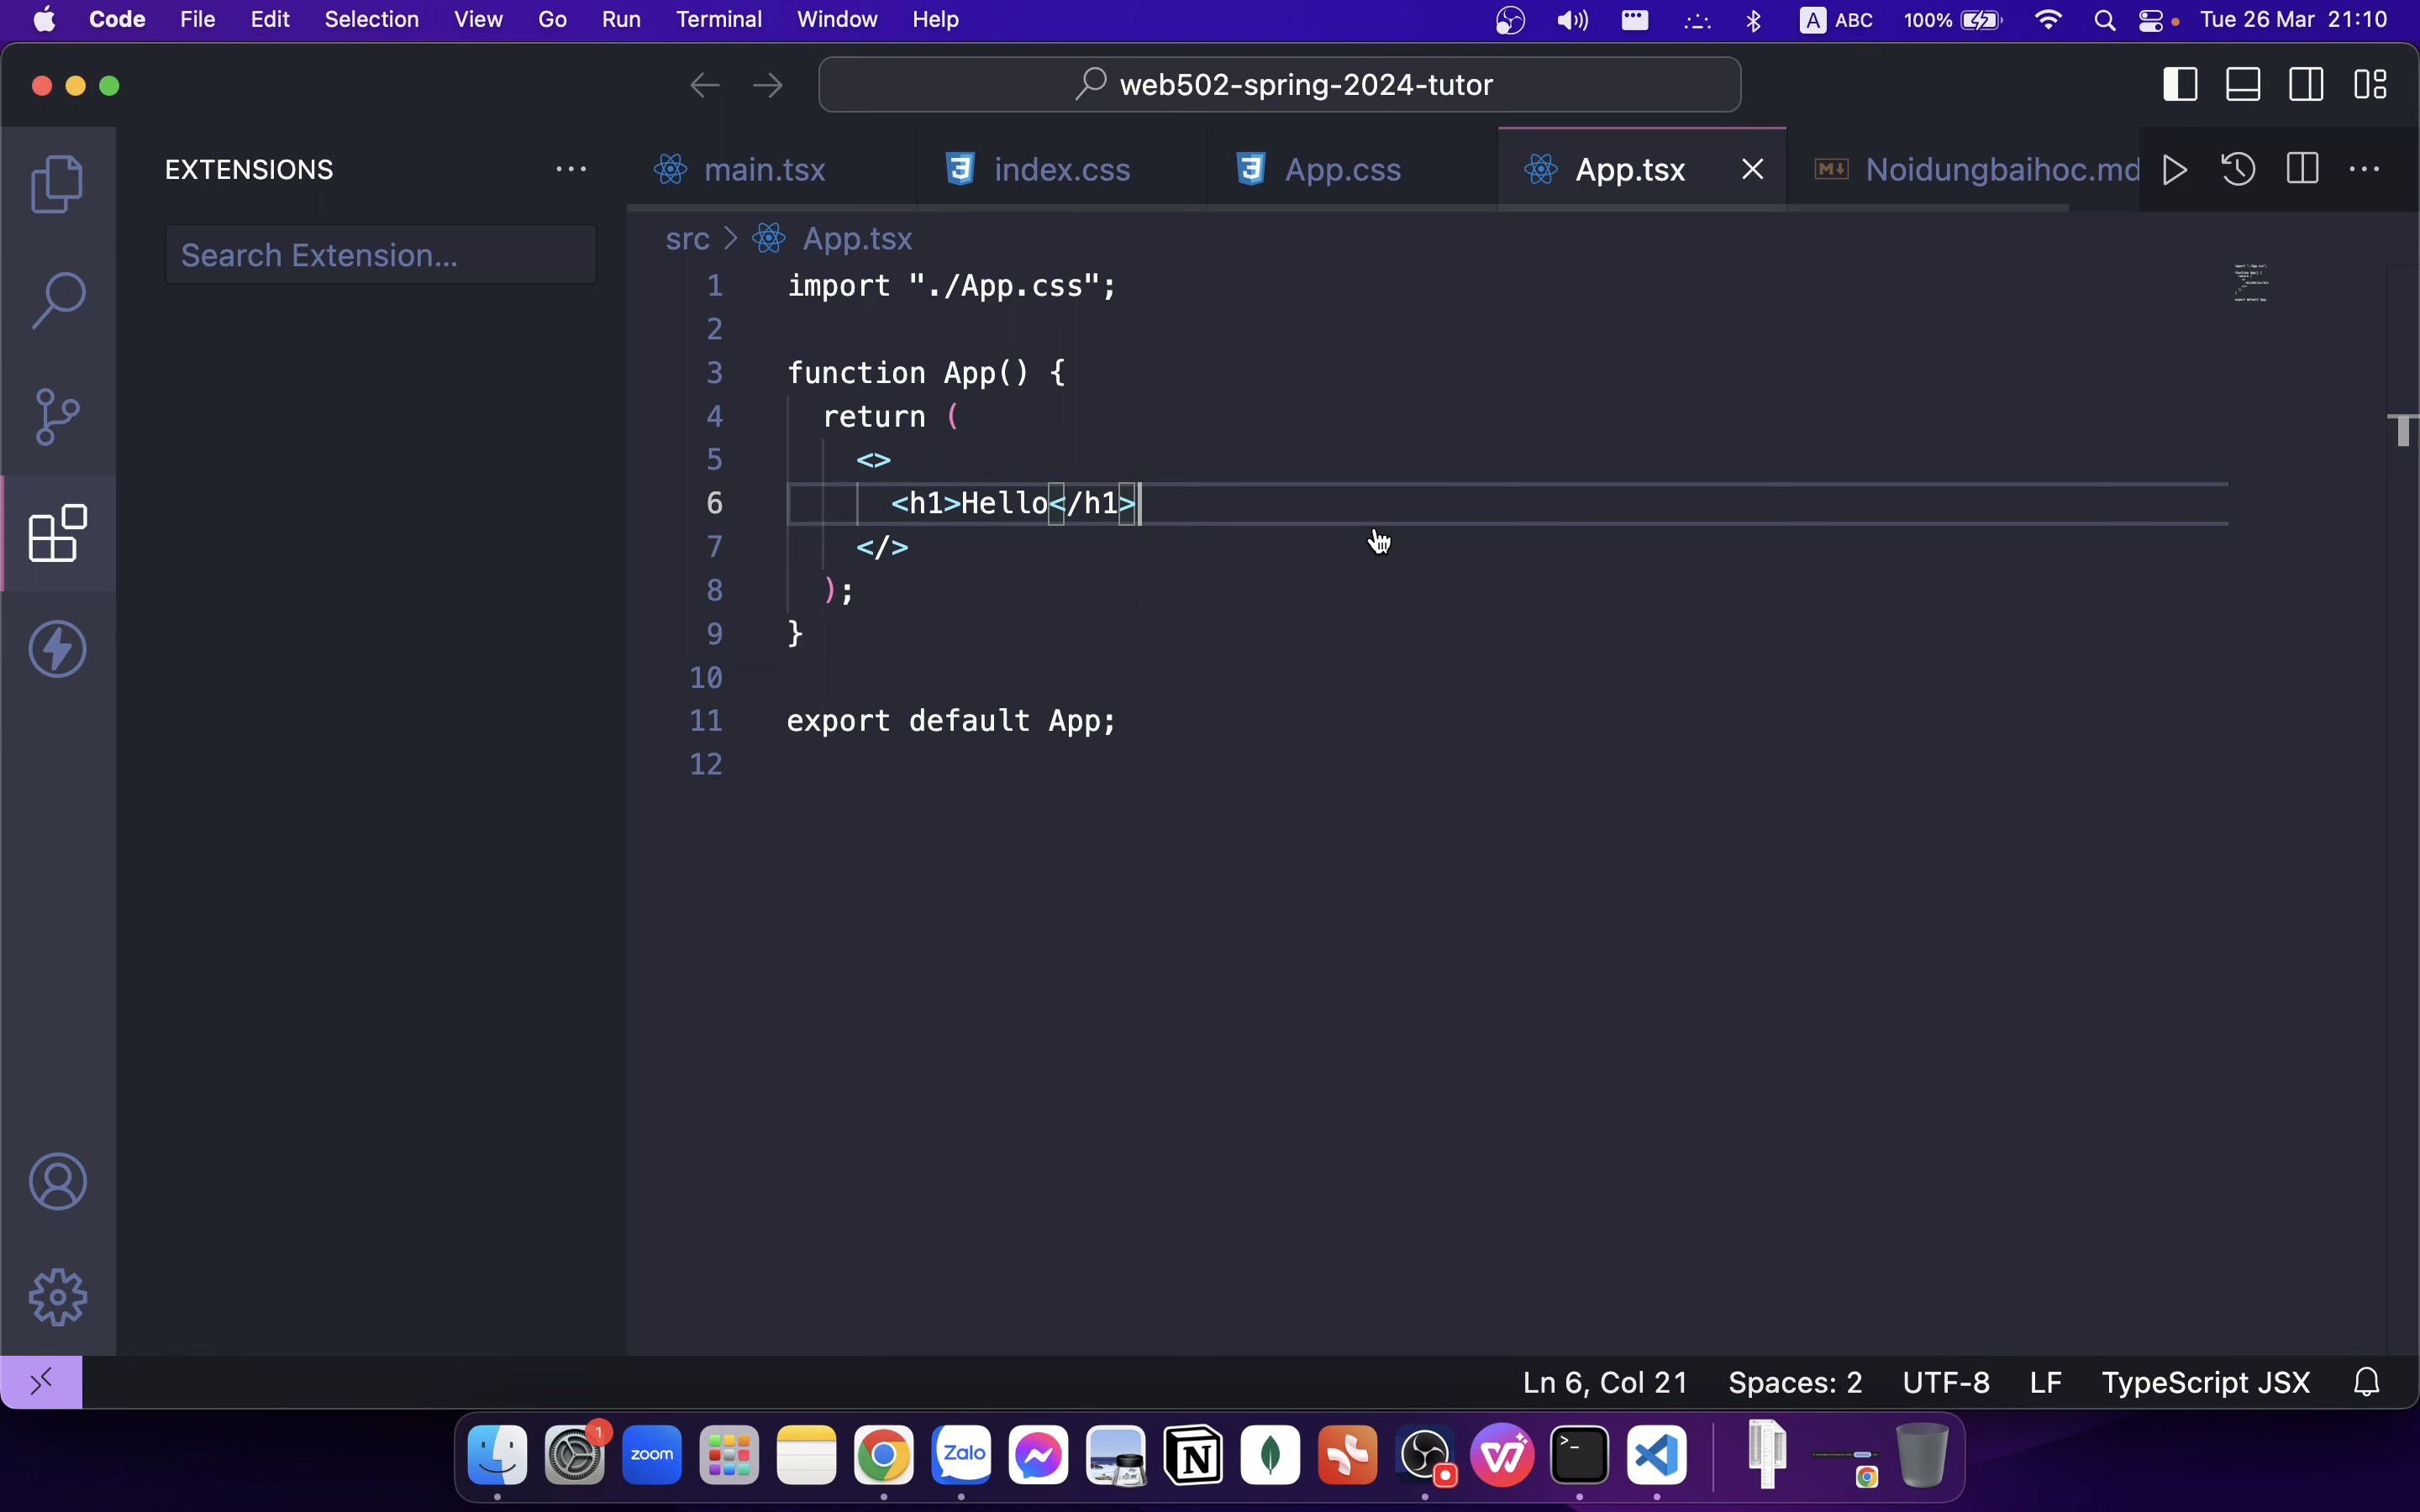 Code File Edit Selection View Go Run Terminal Window Help A ABC 100% Tue 26 Mar 21:10
web502-spring-2024-tutor
EXTENSIONS
Search Extension...
main.tsx index.css App.css App.tsx Noidungbaihoc.md
src > App.tsx
1 import "./App.css";
2
3 function App() {
4 return (
5 <>
6 <h1>Hello</h1>
7 </>
8 );
9 }
10
11 export default App;
12
Ln 6, Col 21 Spaces: 2 UTF-8 LF TypeScript JSX
1
zoom
Zalo